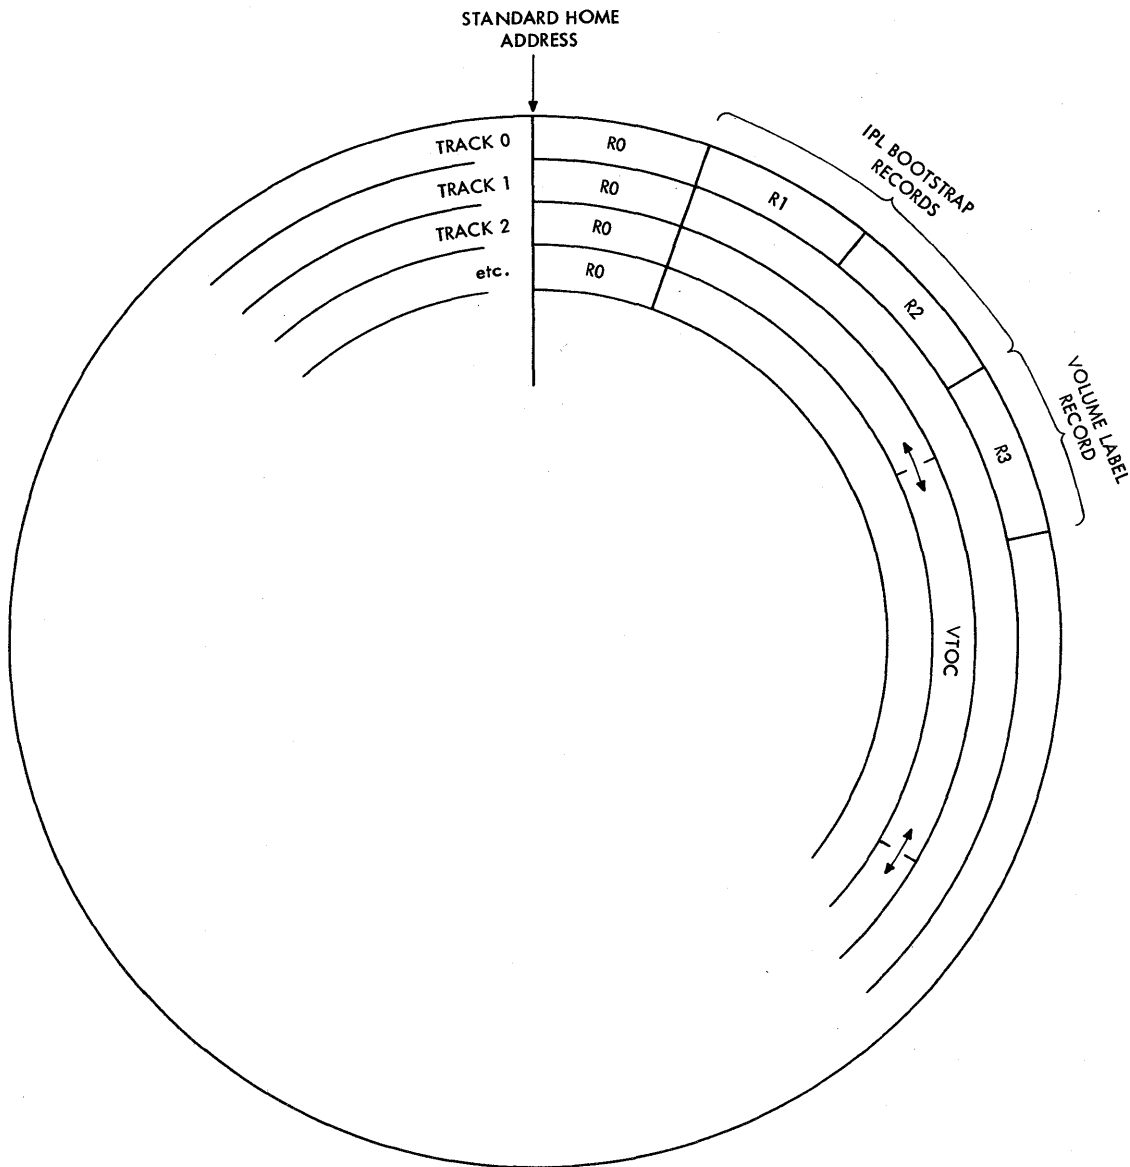 STANDARD HOME
ADDRESS
TRACK 0
R0
R1
IPL BOOTSTRAP
RECORDS
TRACK 1
R0
TRACK 2
R0
etc.
R0
R2
R3
VOLUME LABEL
RECORD
VTOC